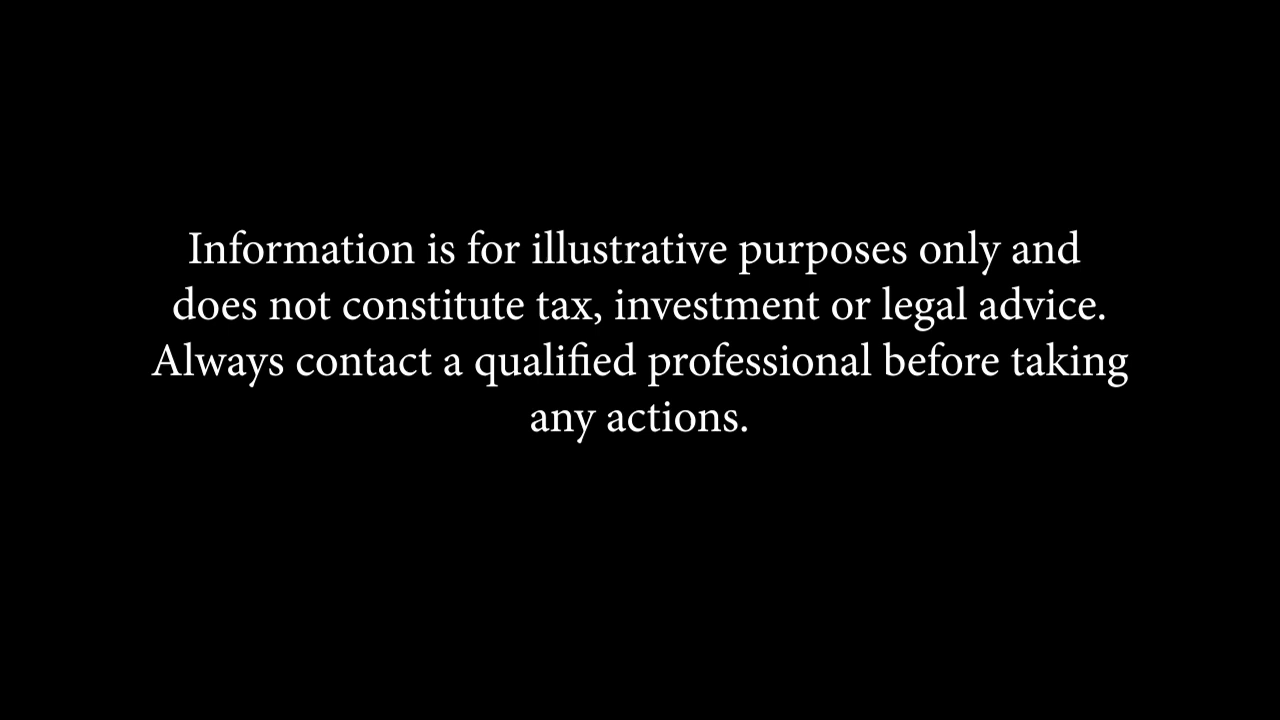 Information is for illustrative purposes only and
does not constitute tax, investment or legal advice.
Always contact a qualified professional before taking
any actions.